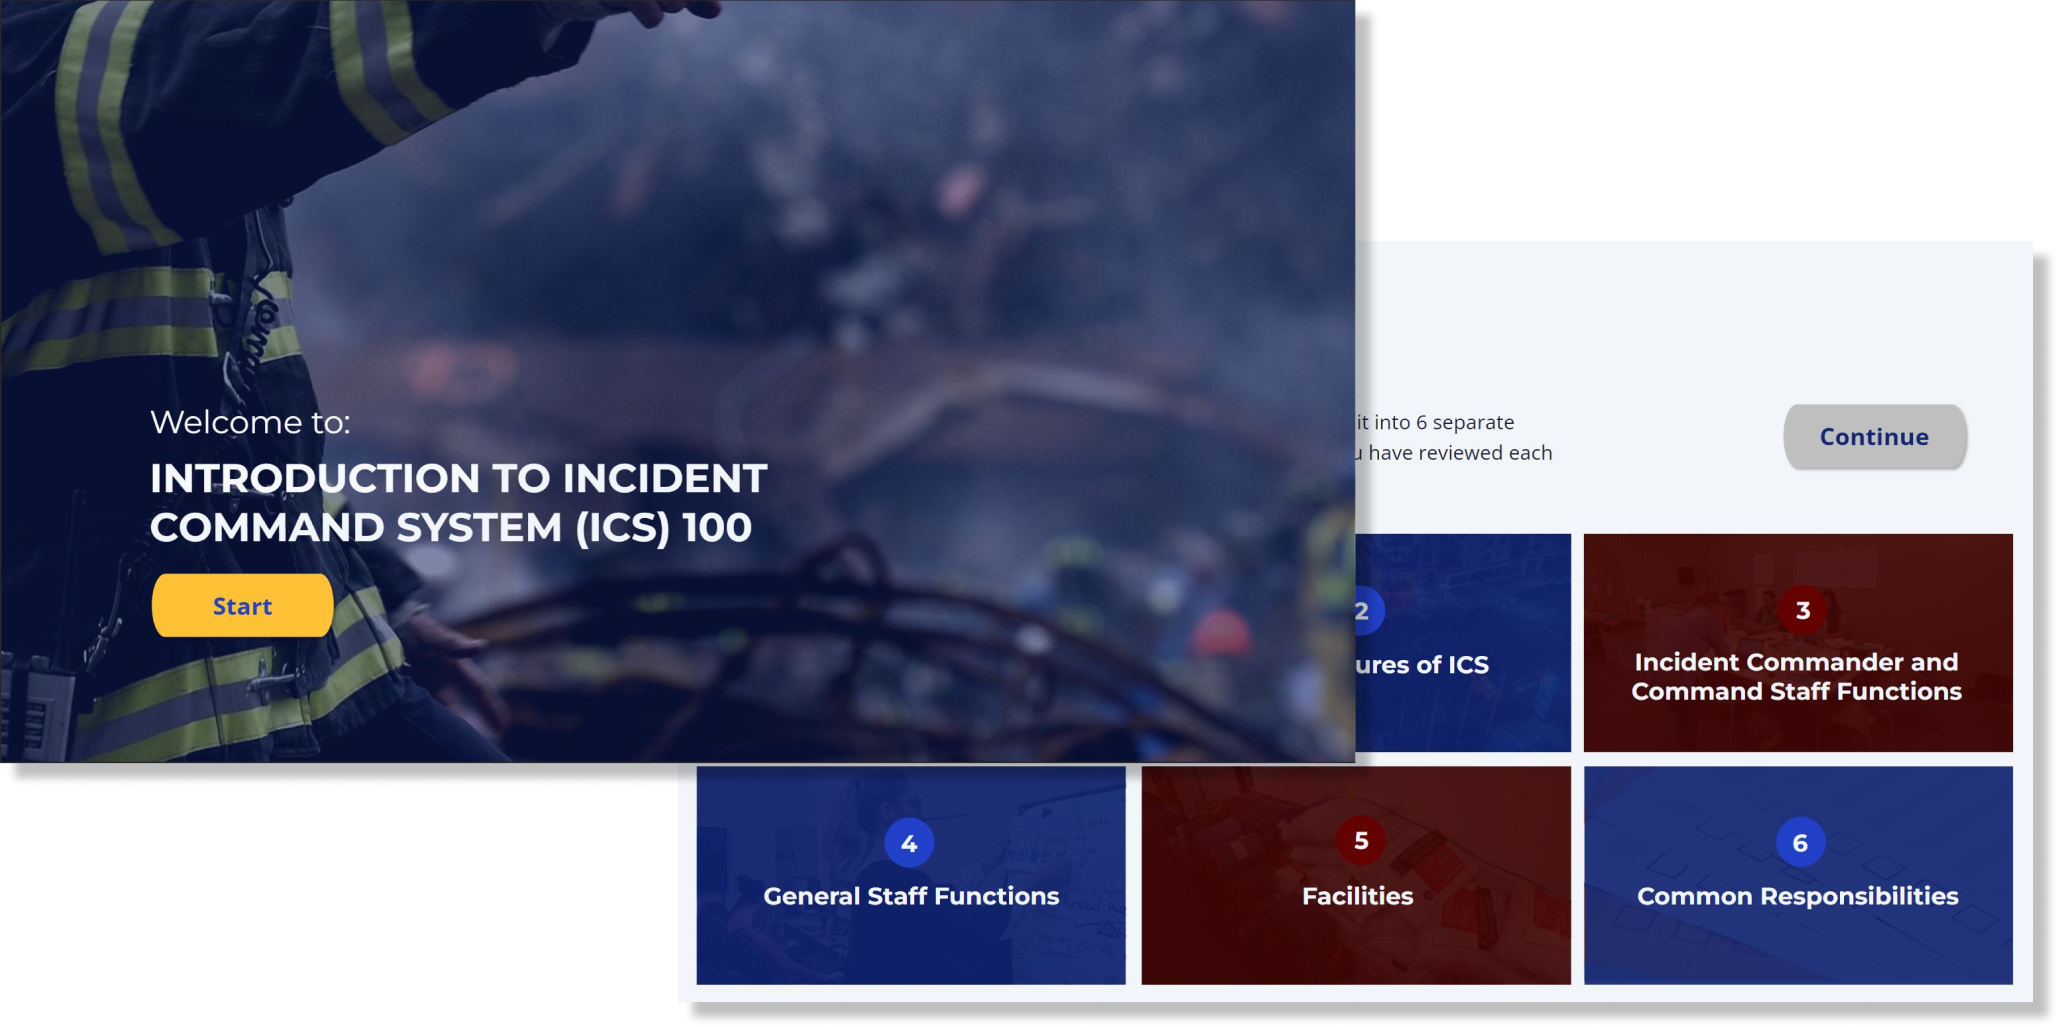 Welcome to:
INTRODUCTION TO INCIDENT
COMMAND SYSTEM (ICS) 100
Start
it into 6 separate
have reviewed each
Continue
2
ures of ICS
3
Incident Commander and
Command Staff Functions
4
General Staff Functions
5
Facilities
6
Common Responsibilities